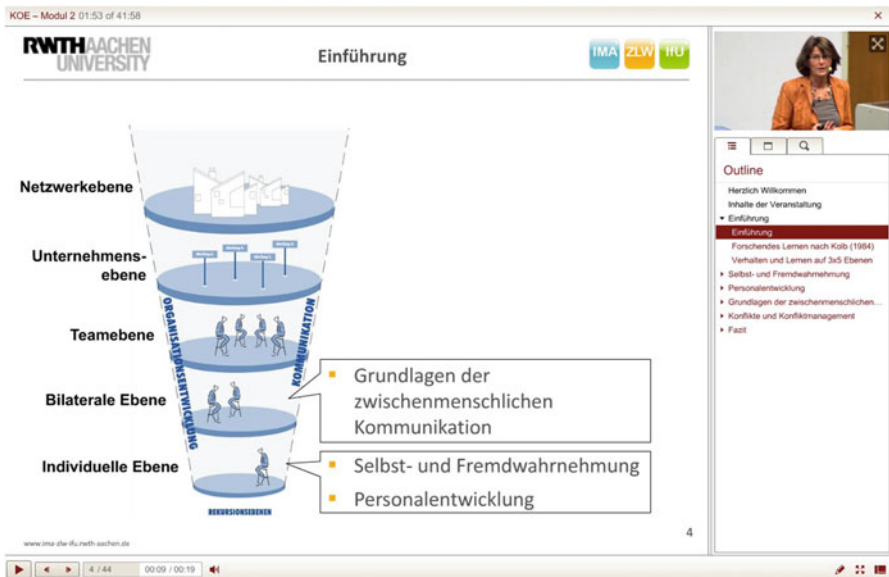 KOE – Modul 2 01:53 of 41:58
RWTHAACHEN
UNIVERSITY
Einführung
IMA ZLW IfU
Netzwerkebene
Unternehmens-
ebene
Teamebene
Bilaterale Ebene
Individuelle Ebene
ORGANISATIONSENTWICKLUNG
KOMMUNIKATION
REKURSIONSEBENEN
Grundlagen der
zwischenmenschlichen
Kommunikation
Selbst- und Fremdwahrnehmung
Personalentwicklung
4
www.ima-zlw-ifu.rwth-aachen.de
Outline
Herzlich Willkommen
Inhalte der Veranstaltung
Einführung
Einführung
Forschendes Lernen nach Kolb (1984)
Verhalten und Lernen auf 3x5 Ebenen
Selbst- und Fremdwahrnehmung
Personalentwicklung
Grundlagen der zwischenmenschlichen...
Konflikte und Konfliktmanagement
Fazit
4 / 44
00:09 / 00:19